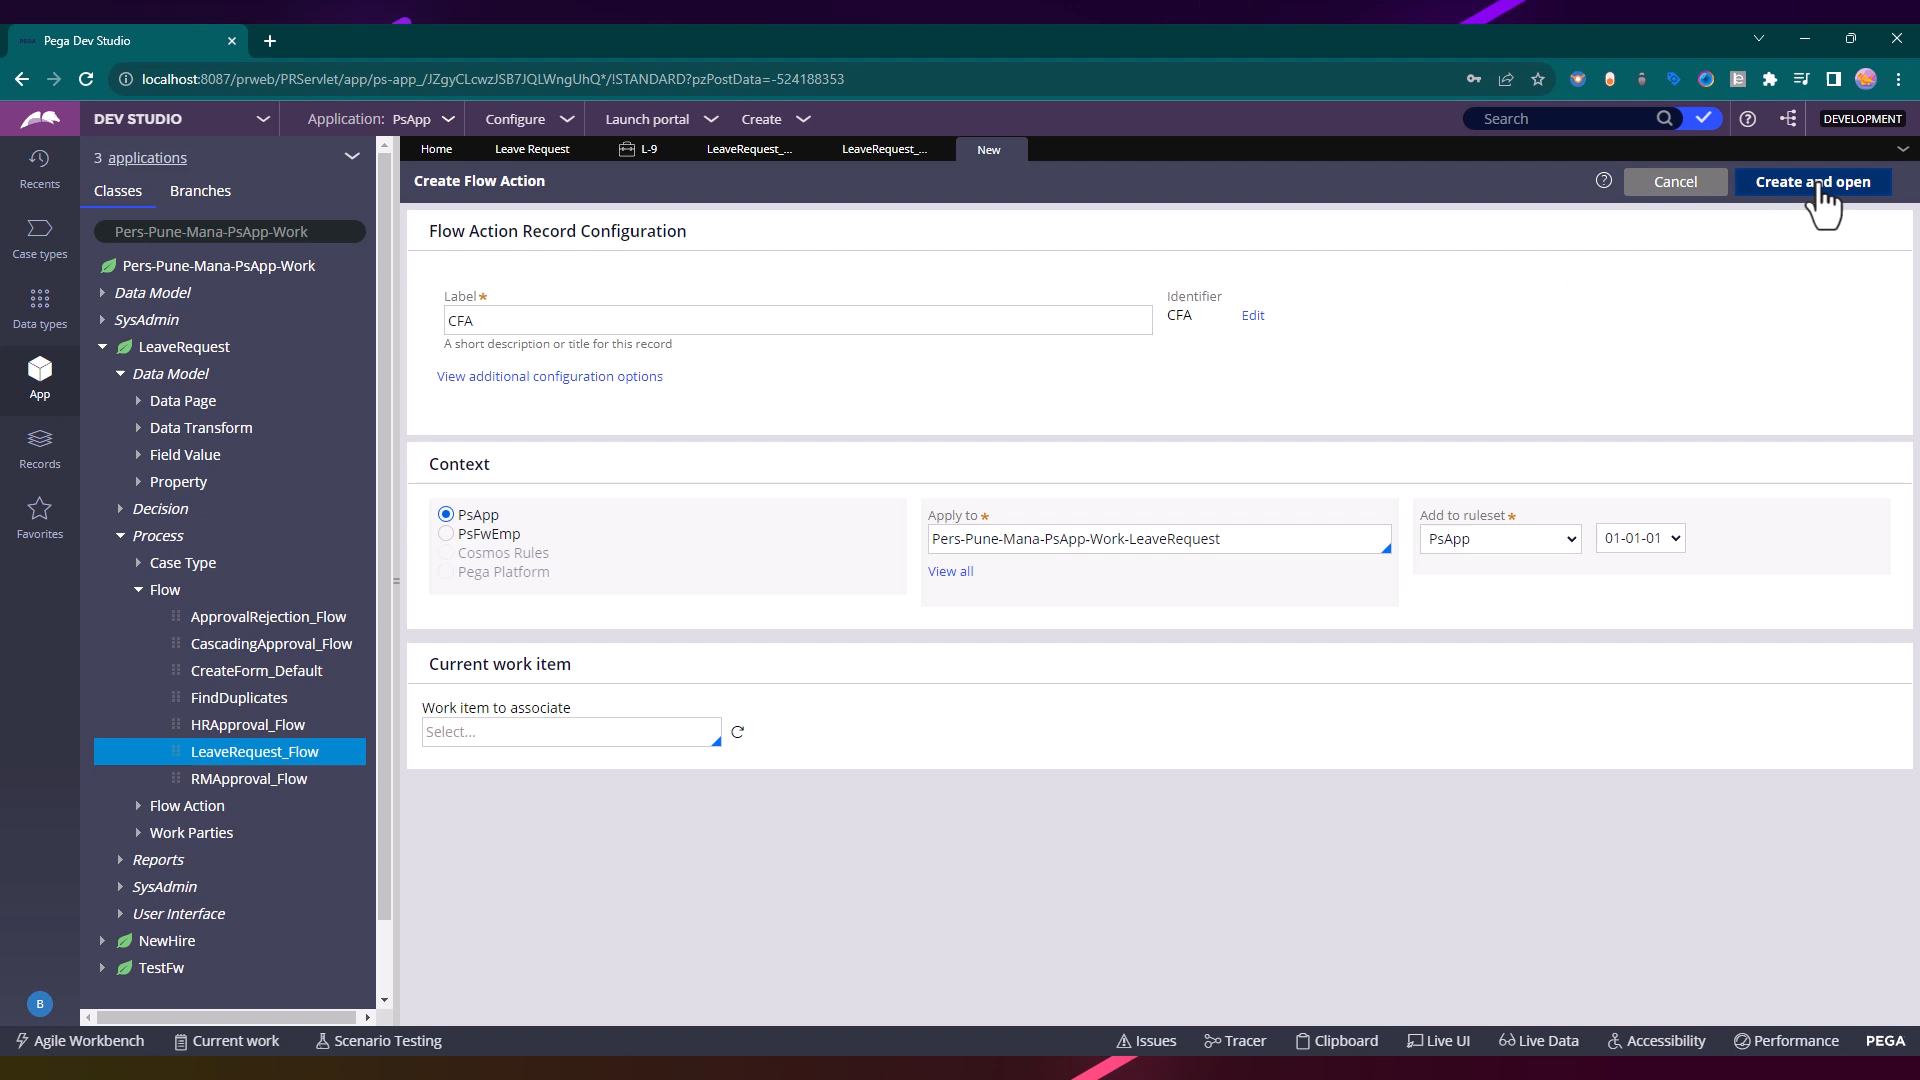 Pega Dev Studio
localhost:8087/prweb/PRServlet/app/ps-app_/JZgyCLcwzJSB7JQLWngUhQ*/!STANDARD?pzPostData=-524188353
DEV STUDIO
Application: PsApp
Configure
Launch portal
Create
Search
DEVELOPMENT
Recents
Case types
Data types
App
Records
Favorites
B
3 applications
Classes
Branches
Pers-Pune-Mana-PsApp-Work
Pers-Pune-Mana-PsApp-Work
Data Model
SysAdmin
LeaveRequest
Data Model
Data Page
Data Transform
Field Value
Property
Decision
Process
Case Type
Flow
ApprovalRejection_Flow
CascadingApproval_Flow
CreateForm_Default
FindDuplicates
HRApproval_Flow
LeaveRequest_Flow
RMApproval_Flow
Flow Action
Work Parties
Reports
SysAdmin
User Interface
NewHire
TestFw
Home
Leave Request
L-9
LeaveRequest_...
LeaveRequest_...
New
Create Flow Action
Cancel
Create and open
Flow Action Record Configuration
Label*
CFA
A short description or title for this record
Identifier
CFA
Edit
View additional configuration options
Context
PsApp
PsFwEmp
Cosmos Rules
Pega Platform
Apply to *
Pers-Pune-Mana-PsApp-Work-LeaveRequest
View all
Add to ruleset*
PsApp
01-01-01
Current work item
Work item to associate
Select...
Agile Workbench
Current work
Scenario Testing
Issues
Tracer
Clipboard
Live UI
Live Data
Accessibility
Performance
PEGA